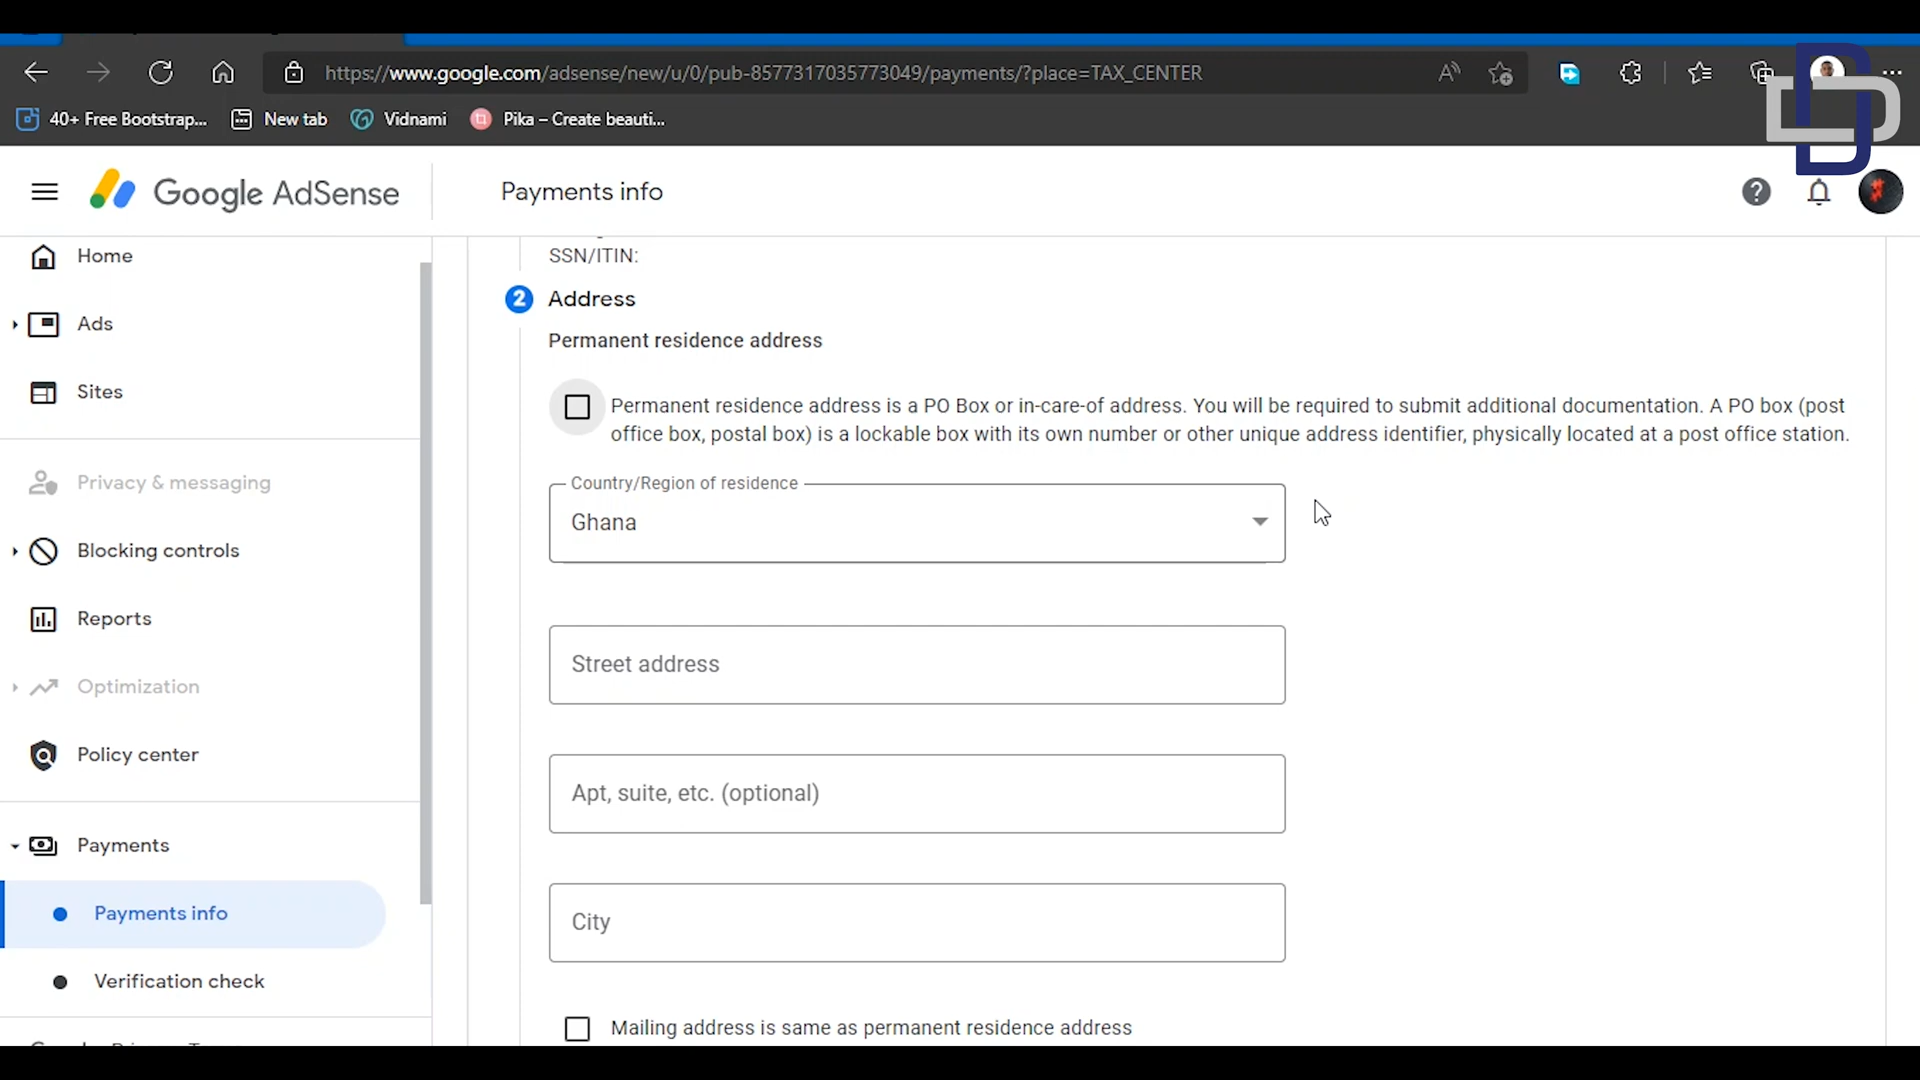 https://www.google.com/adsense/new/u/0/pub-8577317035773049/payments/?place=TAX_CENTER
40+ Free Bootstrap...
New tab
Vidnami
Pika – Create beauti...
Google AdSense
Payments info
Home
Ads
Sites
Privacy & messaging
Blocking controls
Reports
Optimization
Policy center
Payments
Payments info
Verification check
SSN/ITIN:
2 Address
Permanent residence address
Permanent residence address is a PO Box or in-care-of address. You will be required to submit additional documentation. A PO box (post
office box, postal box) is a lockable box with its own number or other unique address identifier, physically located at a post office station.
Country/Region of residence
Ghana
Street address
Apt, suite, etc. (optional)
City
Mailing address is same as permanent residence address